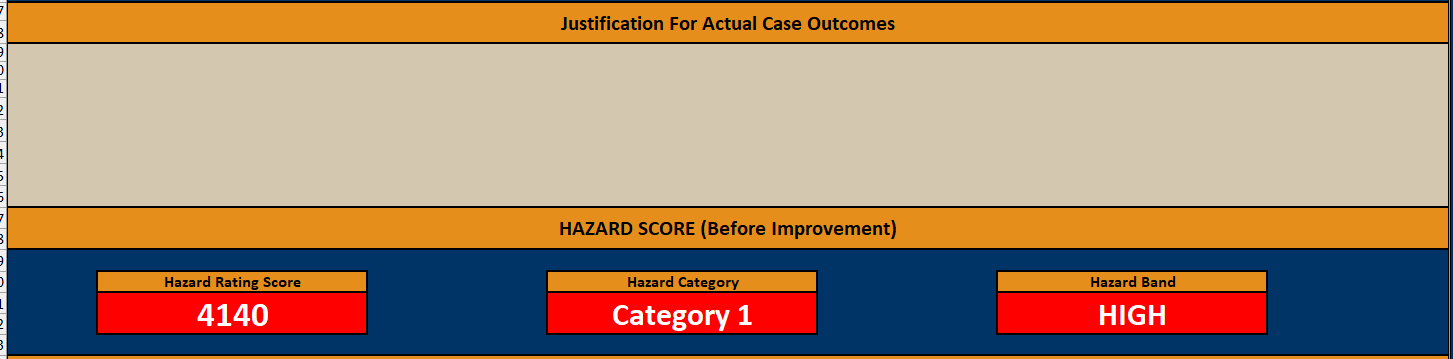 Justification For Actual Case Outcomes
HAZARD SCORE (Before Improvement)
Hazard Rating Score
Hazard Category
Hazard Band
4140
Category 1
HIGH